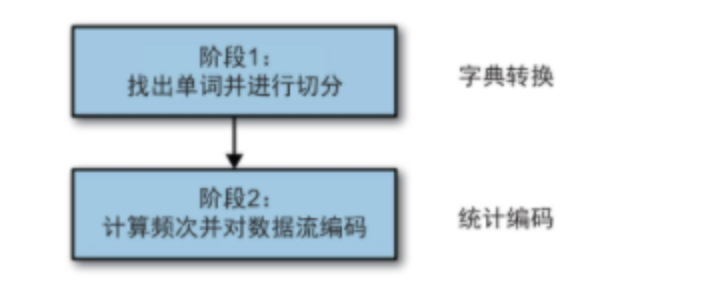 阶段1：
找出单词并进行切分
字典转换
阶段2：
计算频次并对数据流编码
统计编码